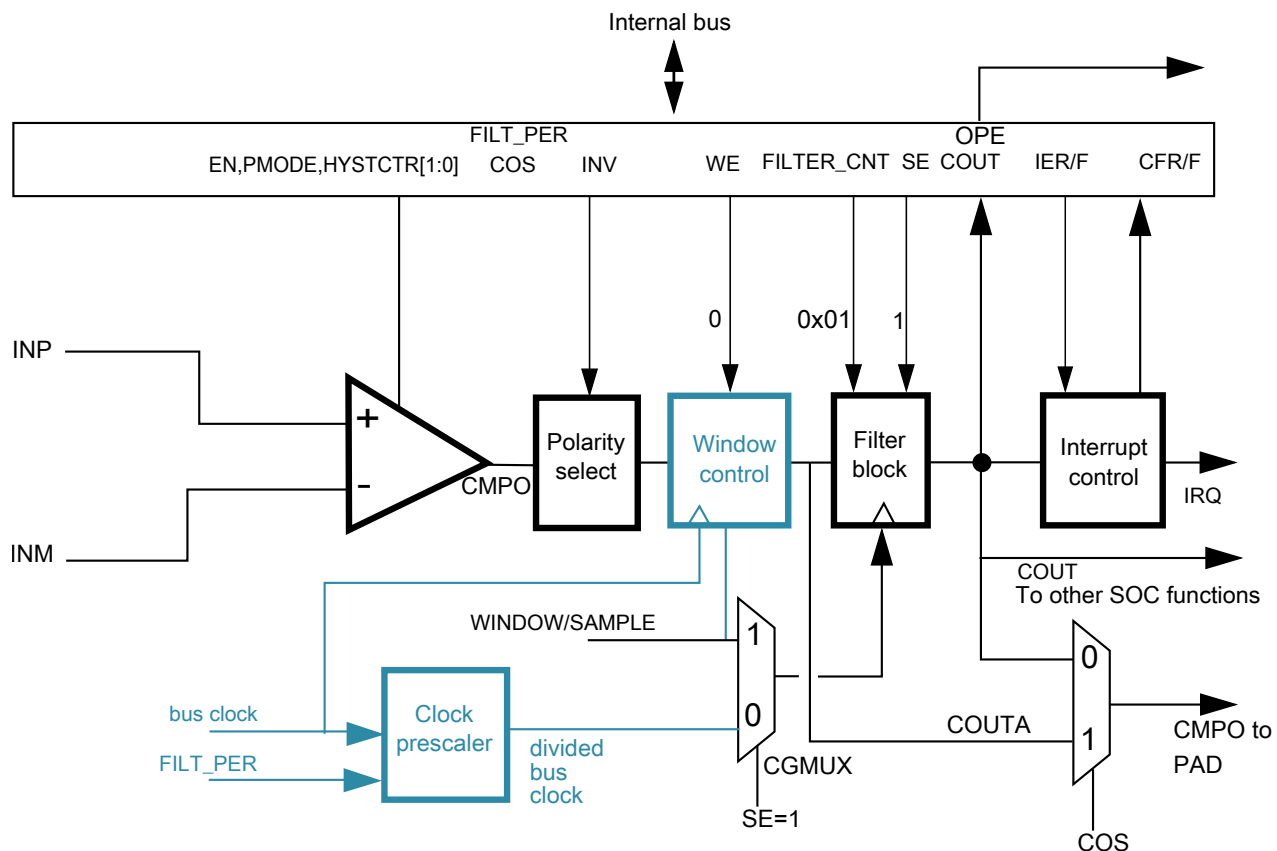 Internal bus
FILT_PER
OPE
EN,PMODE,HYSTCTR[1:0]
COS
INV
WE
FILTER_CNT
SE
COUT
IER/F
CFR/F
0
0x01
1
INP
+
-
INM
CMPO
Polarity
select
Window
control
Filter
block
Interrupt
control
IRQ
COUT
To other SOC functions
WINDOW/SAMPLE
1
0
CGMUX
SE=1
bus clock
FILT_PER
Clock
prescaler
divided
bus
clock
COUTA
0
1
CMPO to
PAD
COS